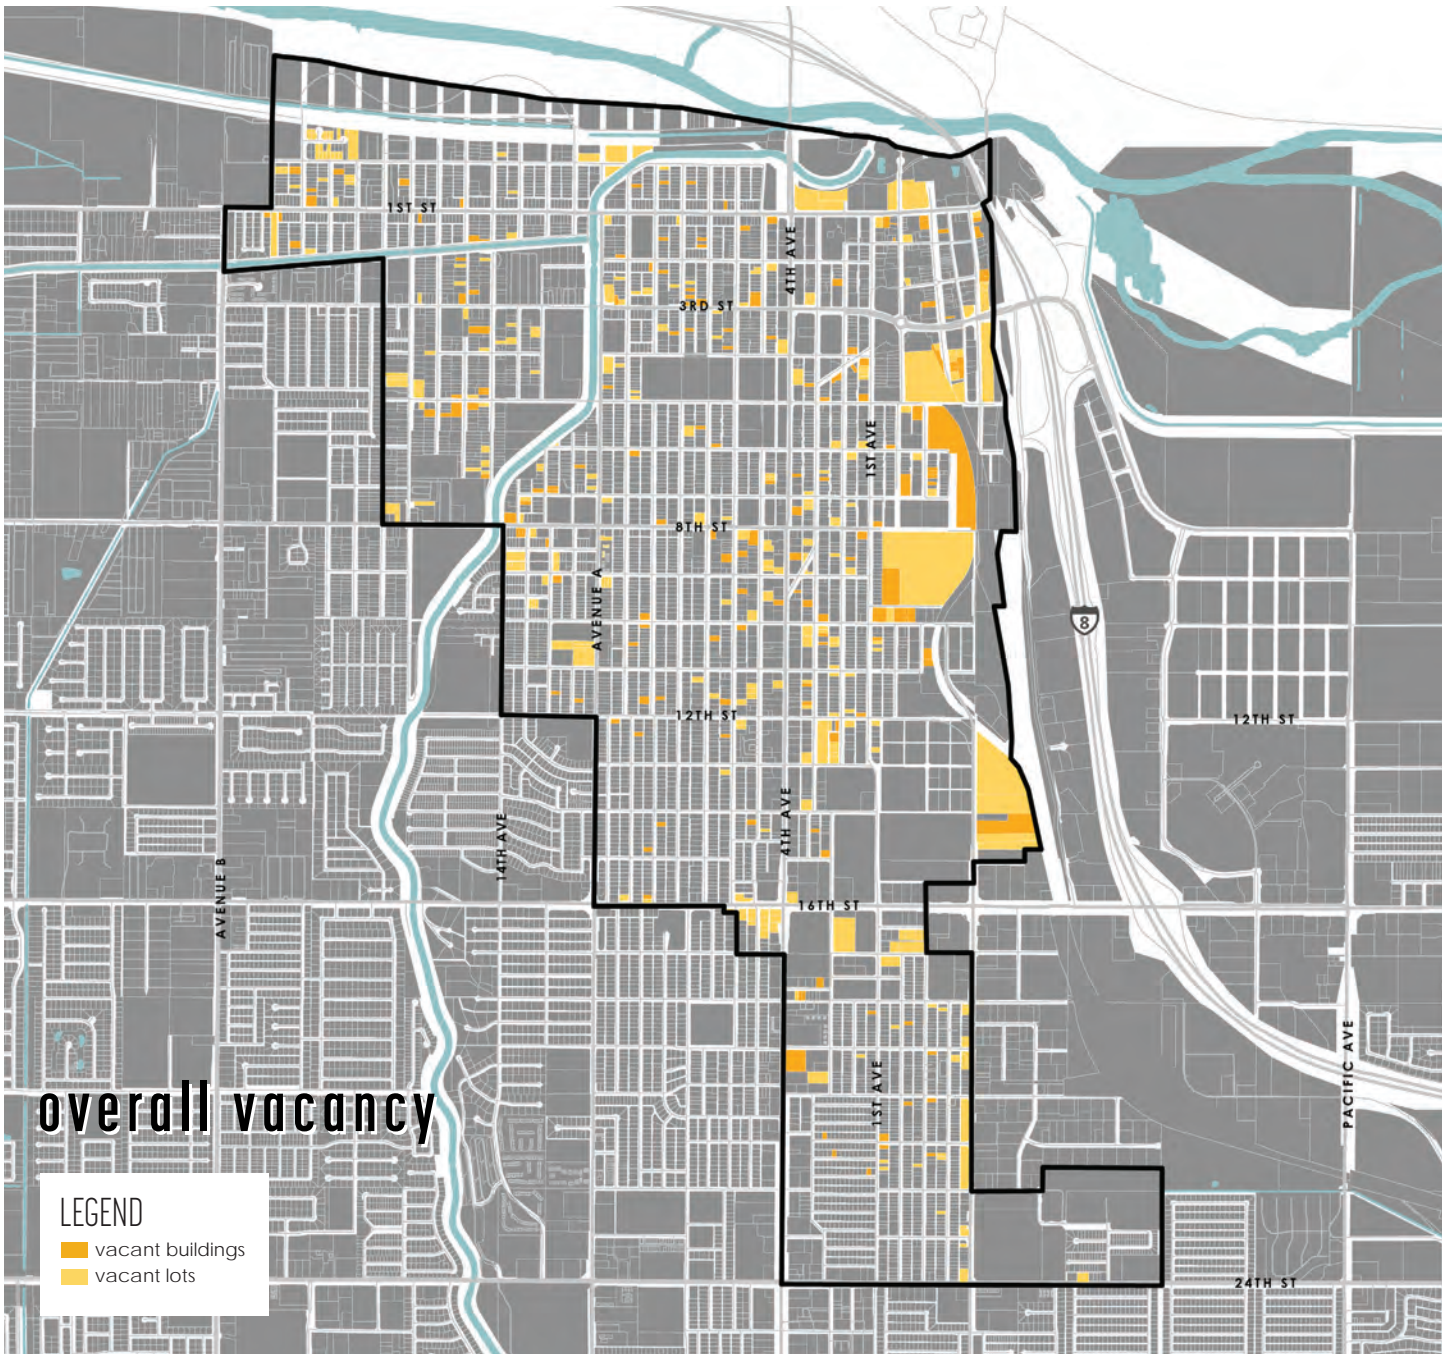 1ST ST
4TH AVE
3RD ST
1ST AVE
8TH ST
AVENUE A
8
12TH ST
12TH ST
4TH AVE
14TH AVE
AVENUE B
16TH ST
PACIFIC AVE
1ST AVE
overall vacancy
LEGEND
vacant buildings
vacant lots
24TH ST